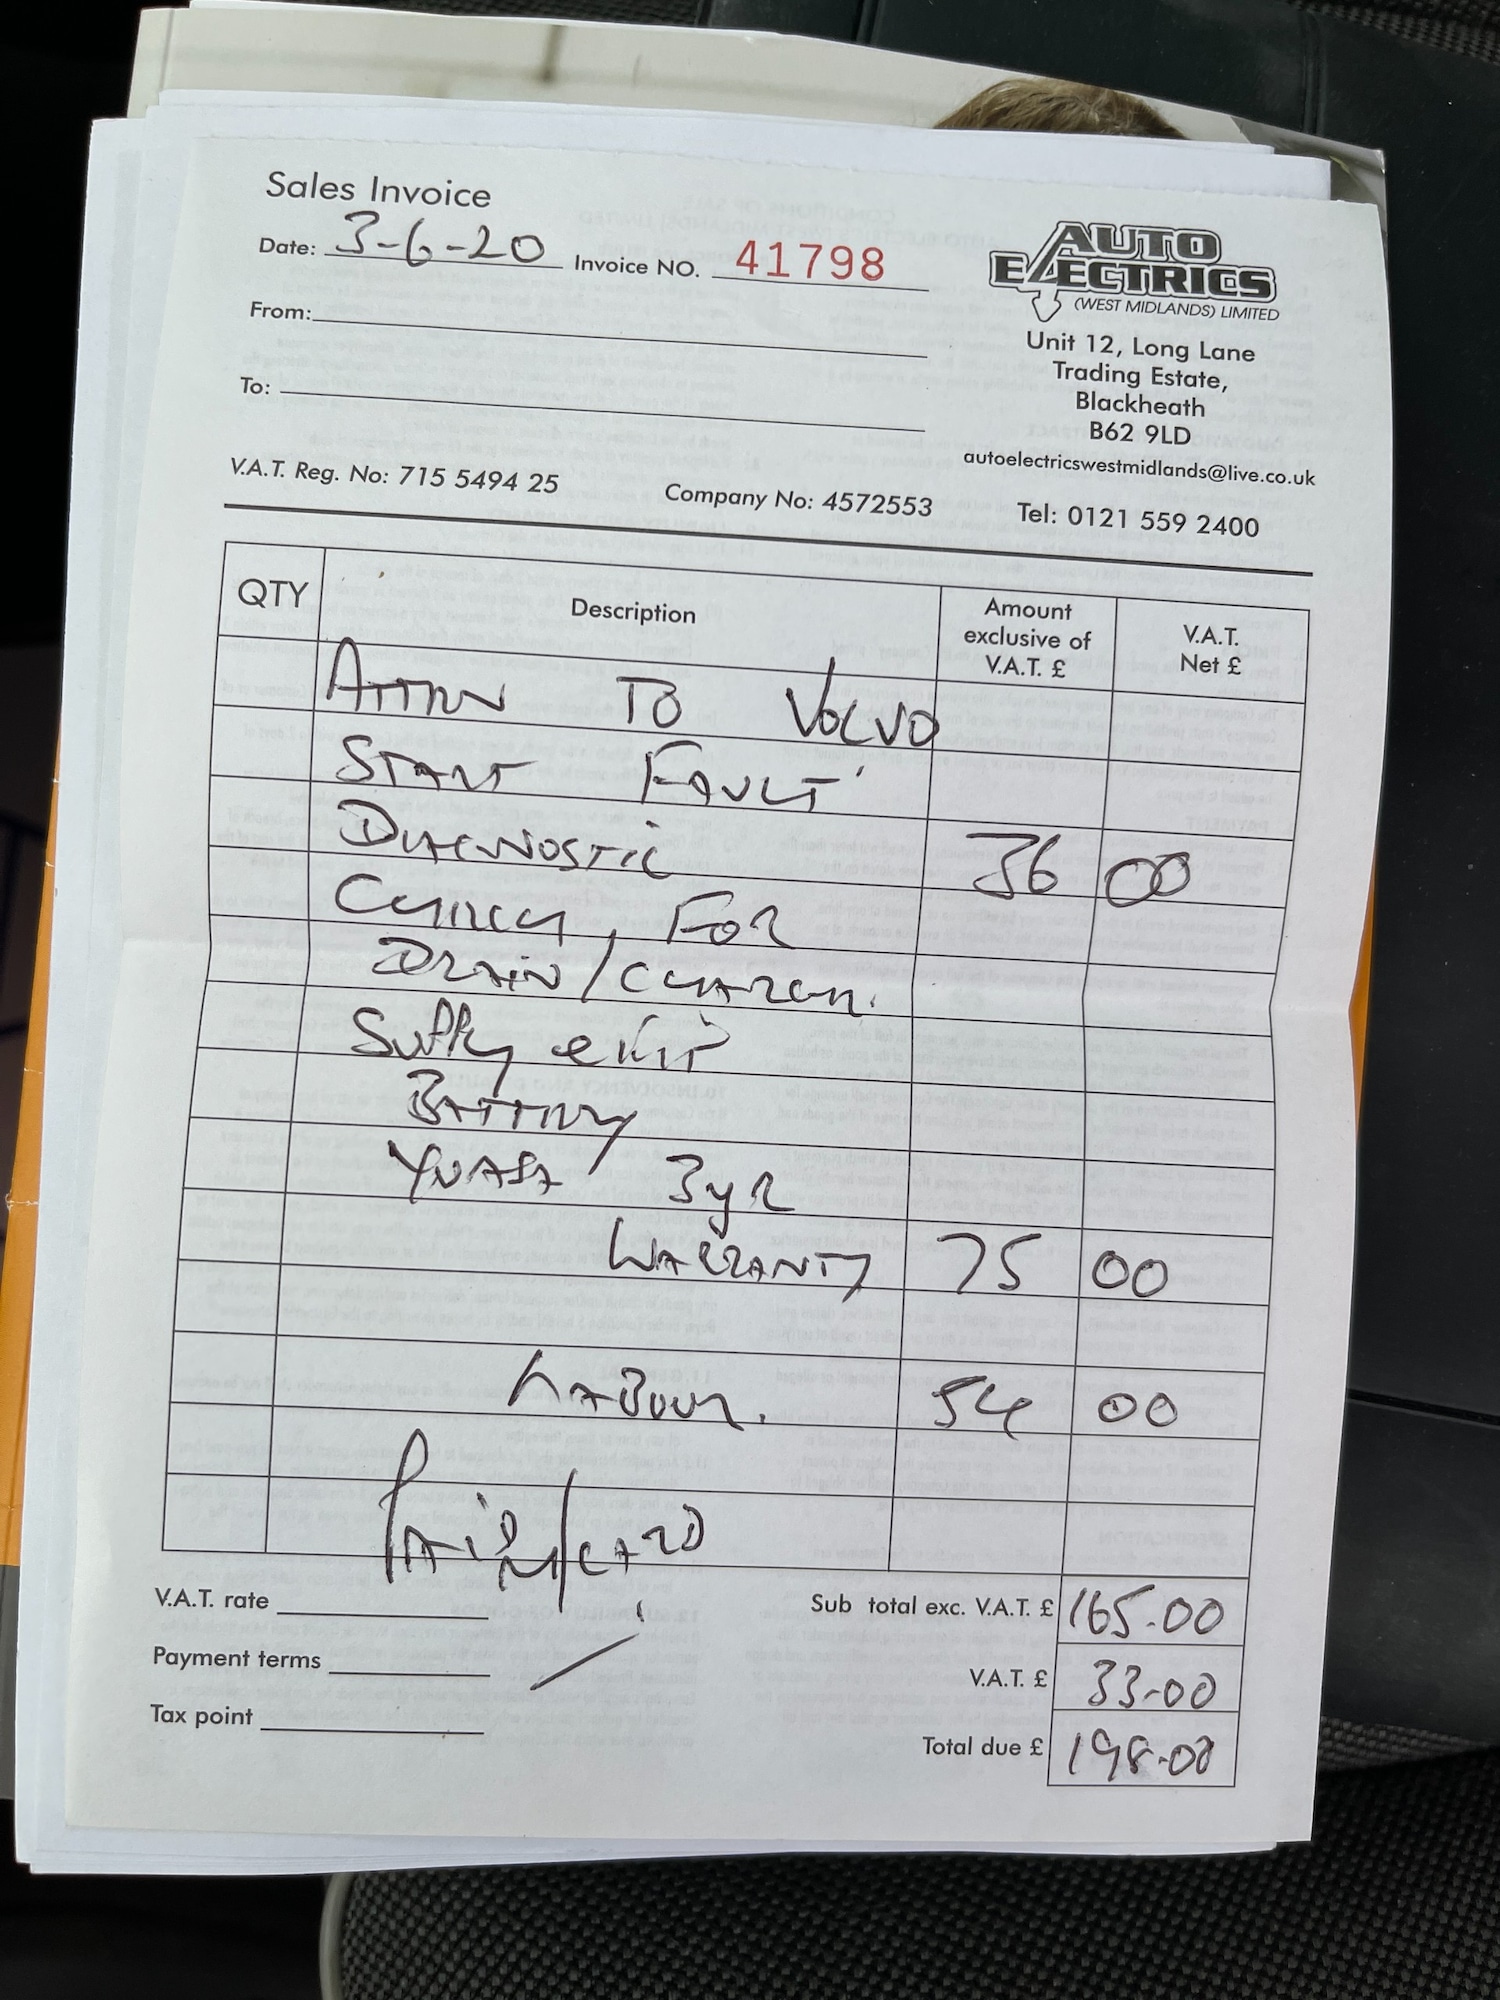 Sales Invoice
Date: 3-6-20 Invoice NO. 41798
From:
To:
AUTO
ELECTRICS
(WEST MIDLANDS) LIMITED
Unit 12, Long Lane
Trading Estate,
Blackheath
B62 9LD
autoelectricswestmidlands@live.co.uk
V.A.T. Reg. No: 715 5494 25 Company No: 4572553 Tel: 0121 559 2400
QTY Description Amount exclusive of V.A.T. £ V.A.T. Net £
TO VOLVO
START FAULT
DIAGNOSTIC 36 00
CHECK, FOR
DRAIN/CHARGE.
SUPPLY & FIT
BATTERY
YUASA 3yR
WARRANTY 75 00
LABOUR. 54 00
PAID M/CARD
V.A.T. rate
Payment terms
Tax point
Sub total exc. V.A.T. £ 165.00
V.A.T. £ 33-00
Total due £ 198-00